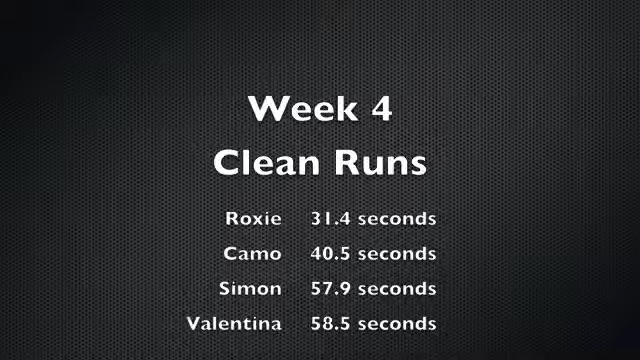 Week 4
Clean Runs
Roxie 31.4 seconds
Camo 40.5 seconds
Simon 57.9 seconds
Valentina 58.5 seconds